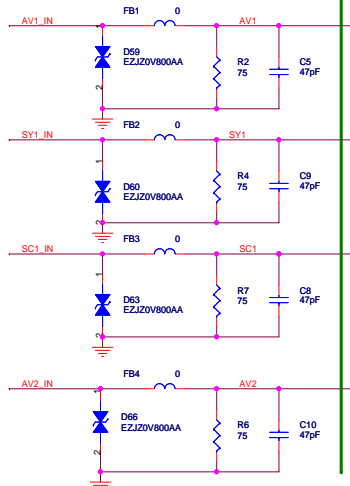 FB1 0
AV1_IN AV1
1
D59 R2 C5
EZJZ0V800AA 75 47pF
2
FB2 0
SY1_IN SY1
1
D60 R4 C9
EZJZ0V800AA 75 47pF
2
FB3 0
SC1_IN SC1
1
D63 R7 C8
EZJZ0V800AA 75 47pF
2
FB4 0
AV2_IN AV2
1
D66 R6 C10
EZJZ0V800AA 75 47pF
2